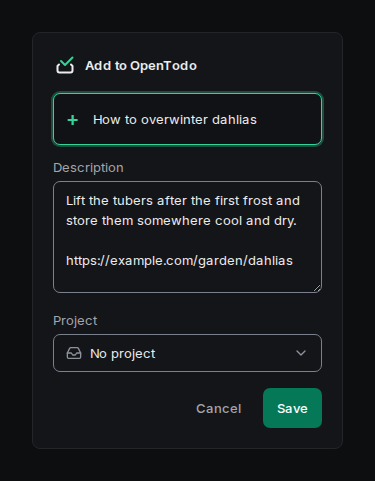 Add to OpenTodo
How to overwinter dahlias
Description
Lift the tubers after the first frost and
store them somewhere cool and dry.
https://example.com/garden/dahlias
Project
No project
Cancel
Save